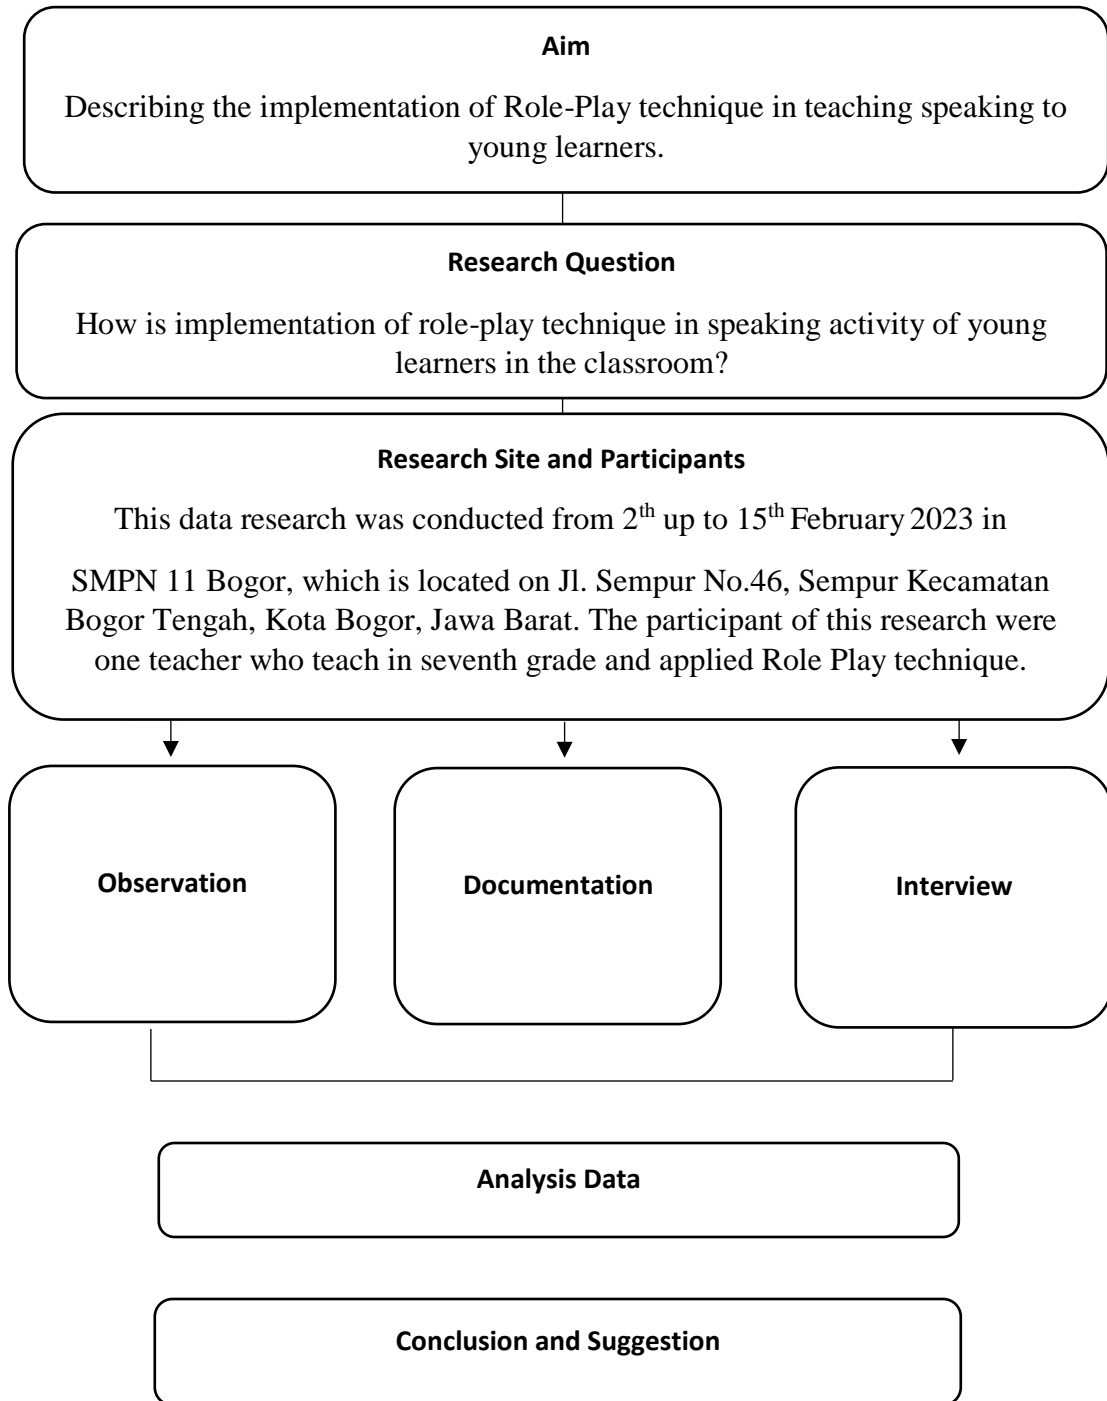 Aim
Describing the implementation of Role-Play technique in teaching speaking to
young learners.
Research Question
How is implementation of role-play technique in speaking activity of young
learners in the classroom?
Research Site and Participants
This data research was conducted from 2th up to 15th February 2023 in
SMPN 11 Bogor, which is located on Jl. Sempur No.46, Sempur Kecamatan
Bogor Tengah, Kota Bogor, Jawa Barat. The participant of this research were
one teacher who teach in seventh grade and applied Role Play technique.
Observation
Documentation
Interview
Analysis Data
Conclusion and Suggestion